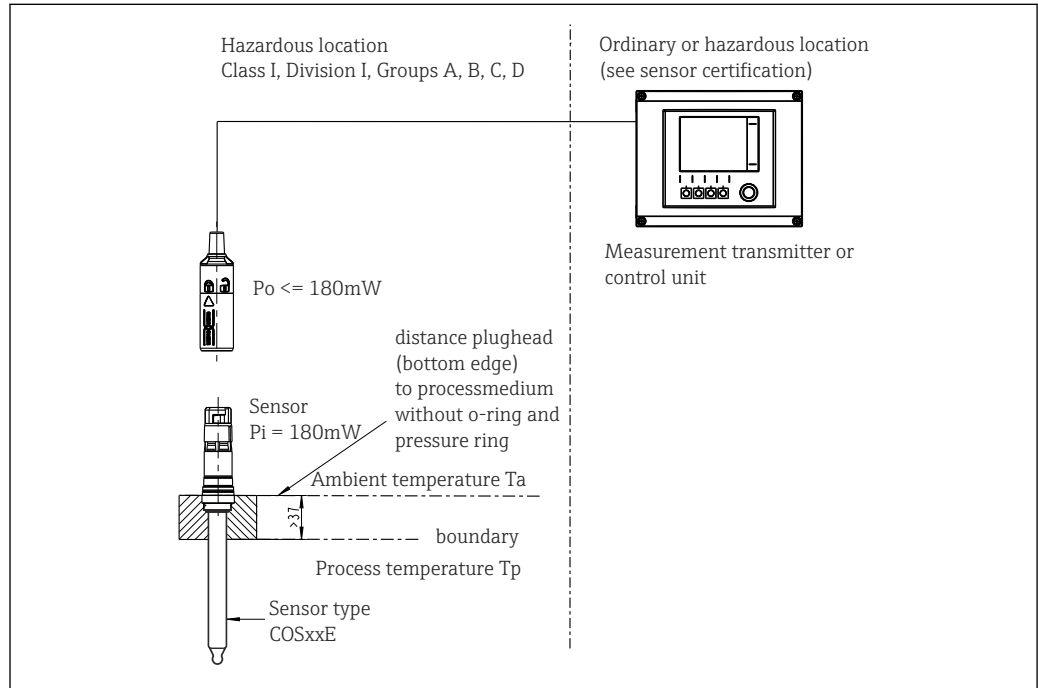 Hazardous location
Class I, Division I, Groups A, B, C, D
Ordinary or hazardous location
(see sensor certification)
Measurement transmitter or
control unit
Po <= 180mW
distance plughead
(bottom edge)
to processmedium
without o-ring and
pressure ring
Sensor
Pi = 180mW
Ambient temperature Ta
>37
boundary
Process temperature Tp
Sensor type
COSxxE